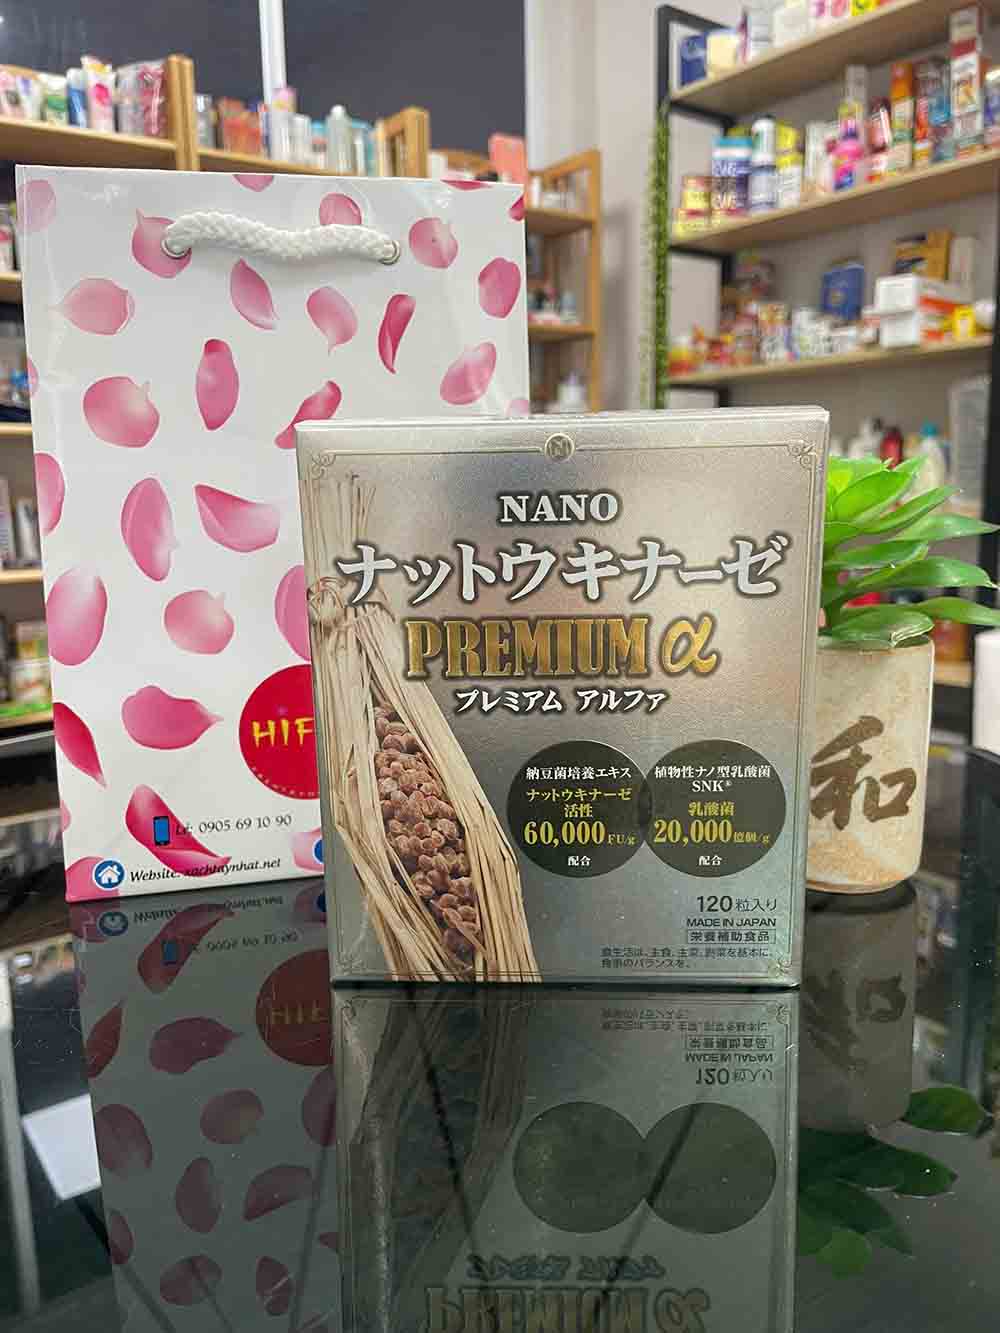 NANO
ナットウキナーゼ
PREMIUM α
プレミアム アルファ
納豆菌培養エキス
ナットウキナーゼ
活性
60,000FU/g
配合
植物性ナノ型乳酸菌
SNK®
乳酸菌
20,000億個/g
配合
120粒入り
MADE IN JAPAN
栄養補助食品
食生活は、主食、主菜、副菜を基本に、
食事のバランスを。
HIF
0905 69 10 90
Website: xachtaynhat.net
和